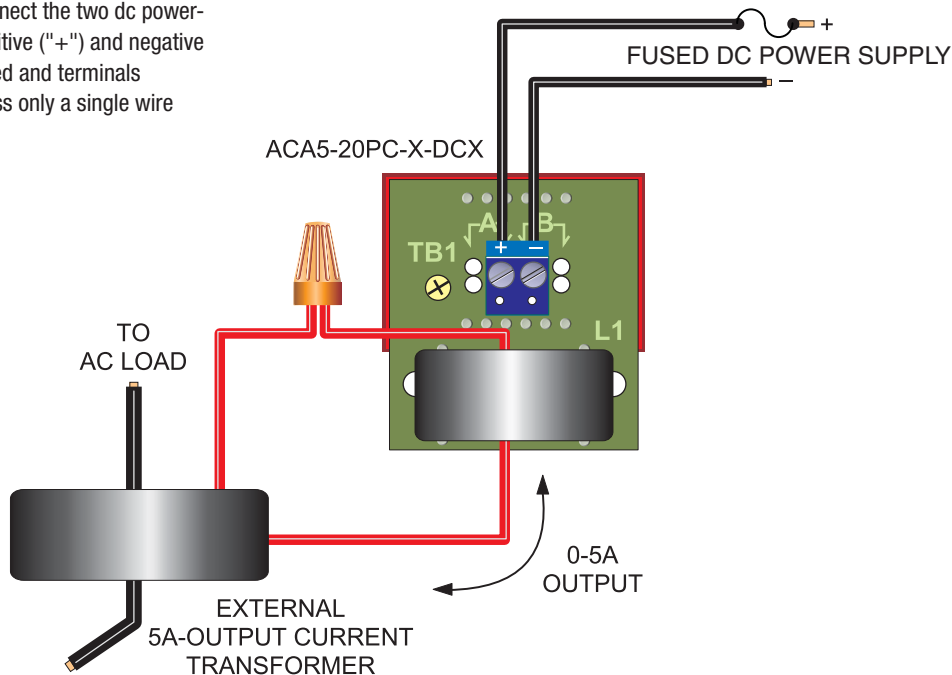 nect the two dc power-
itive ("+") and negative
ed and terminals
ss only a single wire
+
FUSED DC POWER SUPPLY
–
ACA5-20PC-X-DCX
A B
TB1
+ –
L1
TO
AC LOAD
0-5A
OUTPUT
EXTERNAL
5A-OUTPUT CURRENT
TRANSFORMER